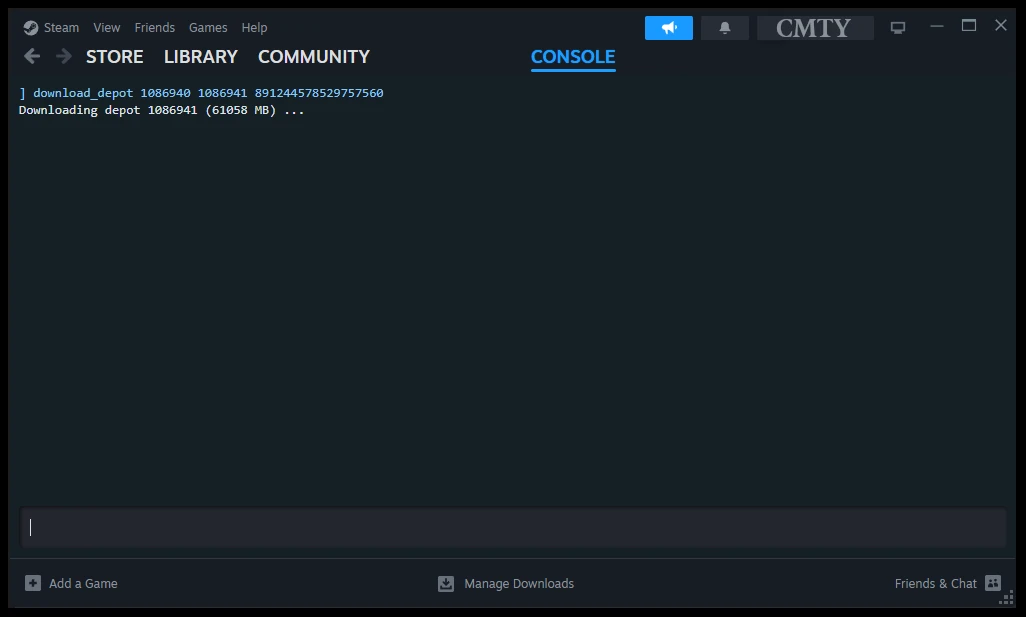 Steam View Friends Games Help CMTY
STORE LIBRARY COMMUNITY CONSOLE
] download_depot 1086940 1086941 891244578529757560
Downloading depot 1086941 (61058 MB) ...
Add a Game Manage Downloads Friends & Chat